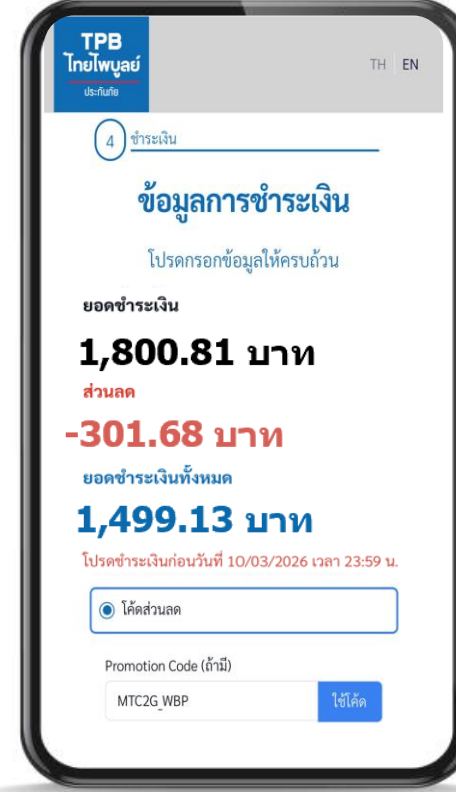 TPB
ไทยไพบูลย์
ประกันภัย
TH | EN
4 ชำระเงิน
ข้อมูลการชำระเงิน
โปรดกรอกข้อมูลให้ครบถ้วน
ยอดชำระเงิน
1,800.81 บาท
ส่วนลด
-301.68 บาท
ยอดชำระเงินทั้งหมด
1,499.13 บาท
โปรดชำระเงินก่อนวันที่ 10/03/2026 เวลา 23:59 น.
โค้ดส่วนลด
Promotion Code (ถ้ามี)
MTC2G_WBP ใช้โค้ด